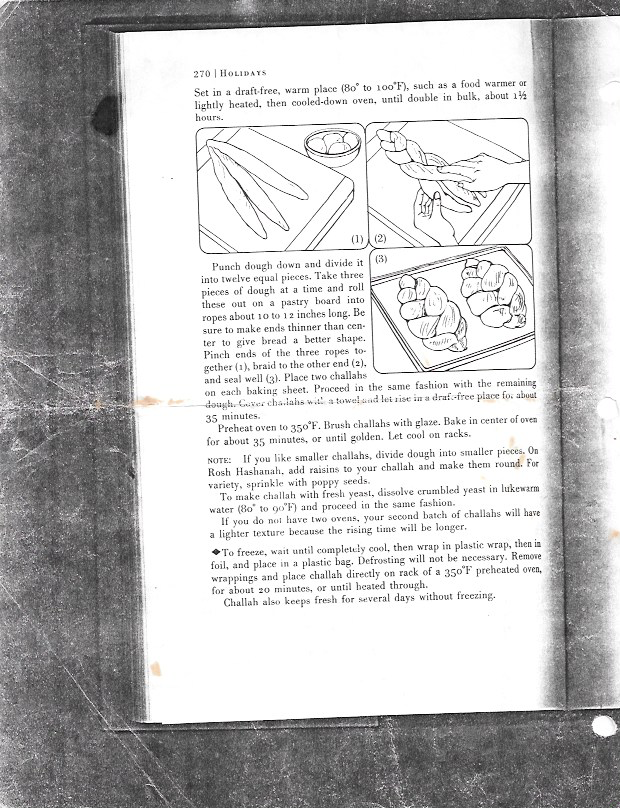 270 | HOLIDAYS
Set in a draft-free, warm place (80° to 100°F), such as a food warmer or
lightly heated, then cooled-down oven, until double in bulk, about 1½
hours.
(1)
(2)
(3)
Punch dough down and divide it
into twelve equal pieces. Take three
pieces of dough at a time and roll
these out on a pastry board into
ropes about 10 to 12 inches long. Be
sure to make ends thinner than cen-
ter to give bread a better shape.
Pinch ends of the three ropes to-
gether (1), braid to the other end (2),
and seal well (3). Place two challahs
on each baking sheet. Proceed in the same fashion with the remaining
dough. Cover challahs with a towel and let rise in a draft-free place for about
35 minutes.
Preheat oven to 350°F. Brush challahs with glaze. Bake in center of oven
for about 35 minutes, or until golden. Let cool on racks.
NOTE: If you like smaller challahs, divide dough into smaller pieces. On
Rosh Hashanah, add raisins to your challah and make them round. For
variety, sprinkle with poppy seeds.
To make challah with fresh yeast, dissolve crumbled yeast in lukewarm
water (80° to 90°F) and proceed in the same fashion.
If you do not have two ovens, your second batch of challahs will have
a lighter texture because the rising time will be longer.
◆To freeze, wait until completely cool, then wrap in plastic wrap, then in
foil, and place in a plastic bag. Defrosting will not be necessary. Remove
wrappings and place challah directly on rack of a 350°F preheated oven,
for about 20 minutes, or until heated through.
Challah also keeps fresh for several days without freezing.